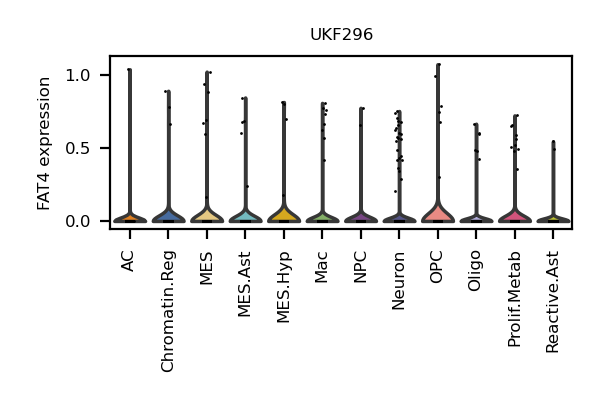 UKF296
FAT4 expression
1.0
0.5
0.0
AC
Chromatin.Reg
MES
MES.Ast
MES.Hyp
Mac
NPC
Neuron
OPC
Oligo
Prolif.Metab
Reactive.Ast